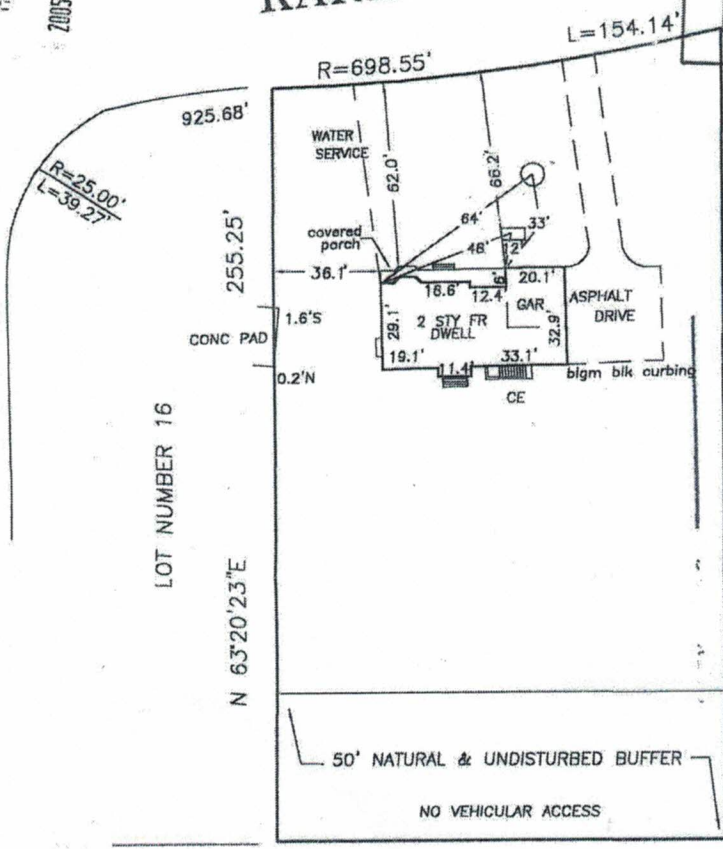 2005
L=154.14'
R=698.55'
925.68'
WATER
SERVICE
62.0'
66.2'
R=25.00'
L=39.27'
64'
33'
48'
12'
covered
porch
255.25'
36.1'
6'
20.1'
16.6'
12.4'
GAR
ASPHALT
DRIVE
1.6'S
29.1'
2 STY FR
DWELL
32.9'
CONC PAD
19.1'
11.4'
33.1'
blgm blk curbing
0.2'N
CE
LOT NUMBER 16
N 63°20'23"E
50' NATURAL & UNDISTURBED BUFFER
NO VEHICULAR ACCESS